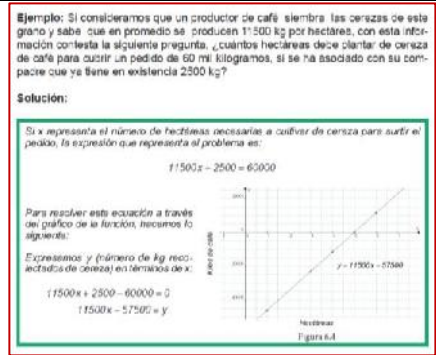 Ejemplo: Si consideramos que un productor de café siembra las cerezas de este
grano y sabe que en promedio se producen 11500 kg por hectárea, con esta infor-
mación contesta la siguiente pregunta, ¿cuántos hectáreas debe plantar de cereza
de café para cubrir un pedido de 60 mil kilogramos, si se ha asociado con su com-
padre que ya tiene en existencia 2500 kg?
Solución:
Si x representa el número de hectáreas necesarias a cultivar de cereza para surtir el
pedido, la expresión que representa el problema es:
11500x + 2500 = 60000
Para resolver esta ecuación a través
del gráfico de la función, hacemos lo
siguiente:
Expresamos y (número de kg reco-
lectados de cereza) en términos de x:
11500x + 2500 - 60000 = 0
11500x - 57500 = y
y = 11500x - 57500
Hectáreas
Figura 6.4